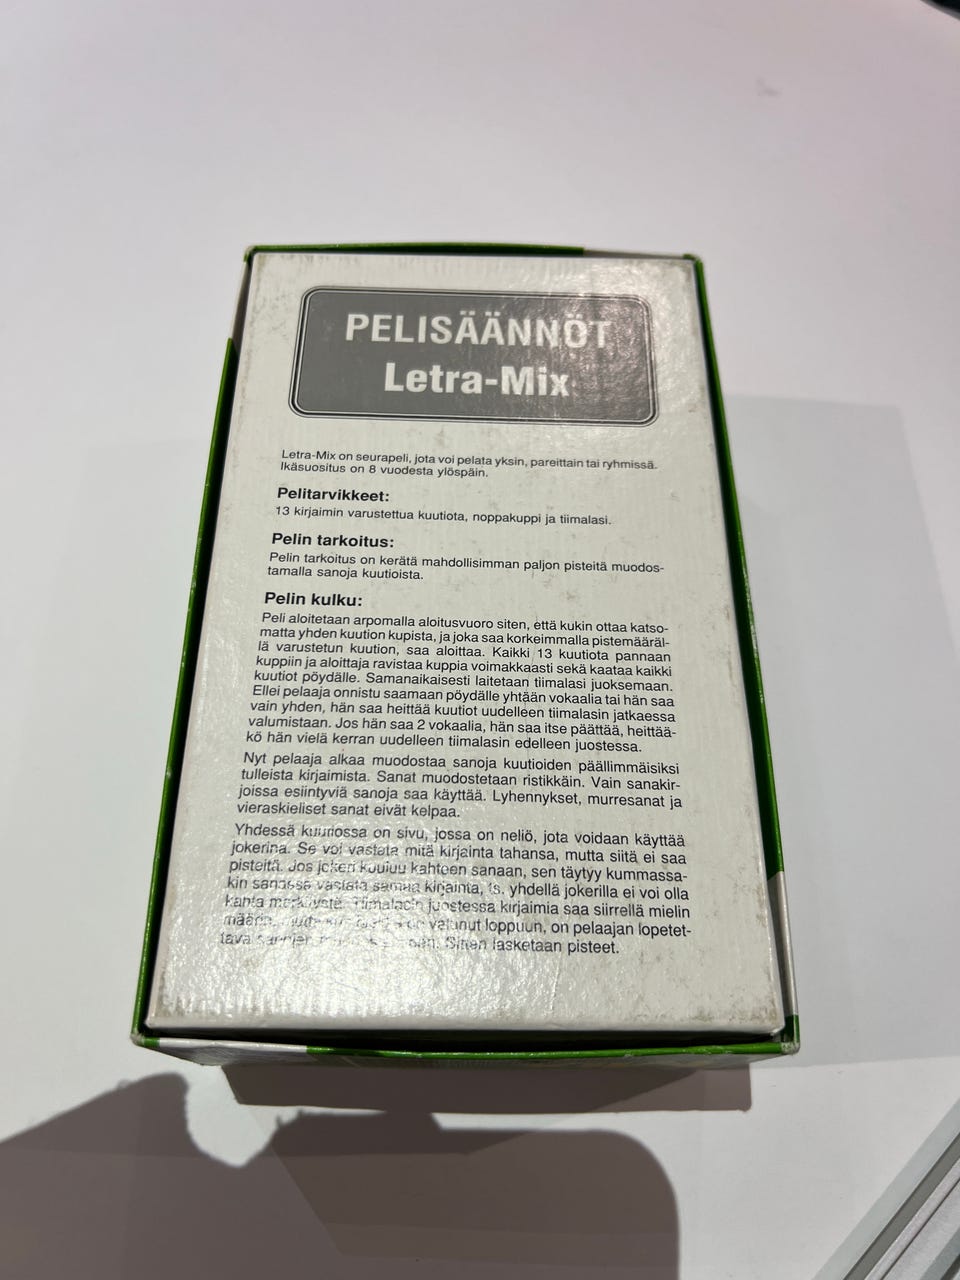 PELISÄÄNNÖT
Letra-Mix
Letra-Mix on seurapeli, jota voi pelata yksin, pareittain tai ryhmissä.
Ikäsuositus on 8 vuodesta ylöspäin.
Pelitarvikkeet:
13 kirjaimin varustettua kuutiota, noppakuppi ja tiimalasi.
Pelin tarkoitus:
Pelin tarkoitus on kerätä mahdollisimman paljon pisteitä muodos-
tamalla sanoja kuutioista.
Pelin kulku:
Peli aloitetaan arpomalla aloitusvuoro siten, että kukin ottaa katso-
matta yhden kuution kupista, ja joka saa korkeimmalla pistemääräl-
lä varustetun kuution, saa aloittaa. Kaikki 13 kuutiota pannaan
kuppiin ja aloittaja ravistaa kuppia voimakkaasti sekä kaataa kaikki
kuutiot pöydälle. Samanaikaisesti laitetaan tiimalasi juoksemaan.
Ellei pelaaja onnistu saamaan pöydälle yhtään vokaalia tai hän saa
vain yhden, hän saa heittää kuutiot uudelleen tiimalasin jatkaessa
valumistaan. Jos hän saa 2 vokaalia, hän saa itse päättää, heittää-
kö hän vielä kerran uudelleen tiimalasin edelleen juostessa.
Nyt pelaaja alkaa muodostaa sanoja kuutioiden päällimmäisiksi
tulleista kirjaimista. Sanat muodostetaan ristikkäin. Vain sanakir-
joissa esiintyviä sanoja saa käyttää. Lyhennykset, murresanat ja
vieraskieliset sanat eivät kelpaa.
Yhdessä kuutiossa on sivu, jossa on neliö, jota voidaan käyttää
jokerina. Se voi vastata mitä kirjainta tahansa, mutta siitä ei saa
pisteitä. Jos jokeri kuuluu kahteen sanaan, sen täytyy kummassa-
kin sanassa vastata samaa kirjainta, ts. yhdellä jokerilla ei voi olla
kahta merkitystä. Tiimalasin juostessa kirjaimia saa siirrellä mielin
määrin. on valunut loppuun, on pelaajan lopetet-
tava Sitten lasketaan pisteet.